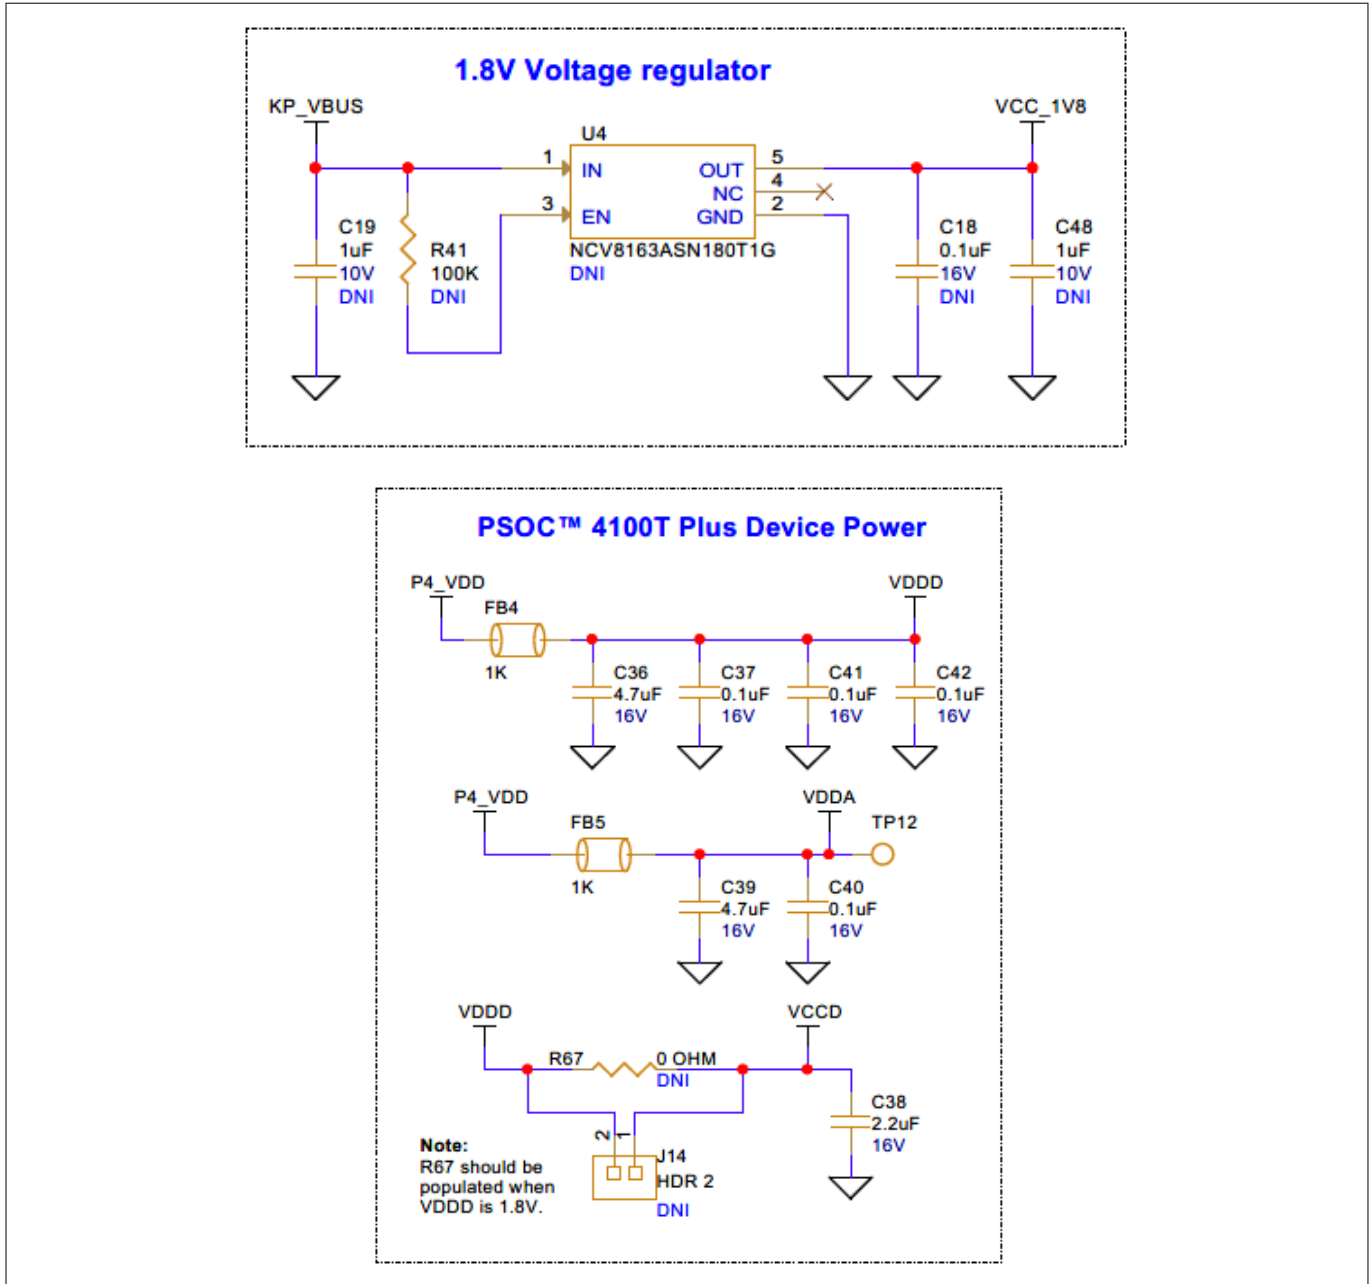 1.8V Voltage regulator
KP_VBUS
VCC_1V8
U4
1
IN
OUT
5
NC
4
3
EN
GND
2
NCV8163ASN180T1G
DNI
C19
1uF
10V
DNI
R41
100K
DNI
C18
0.1uF
16V
DNI
C48
1uF
10V
DNI
PSOC™ 4100T Plus Device Power
P4_VDD
VDDD
FB4
1K
C36
4.7uF
16V
C37
0.1uF
16V
C41
0.1uF
16V
C42
0.1uF
16V
P4_VDD
VDDA
FB5
TP12
1K
C39
4.7uF
16V
C40
0.1uF
16V
VDDD
VCCD
R67
0 OHM
DNI
C38
2.2uF
16V
2
1
J14
HDR 2
DNI
Note:
R67 should be
populated when
VDDD is 1.8V.